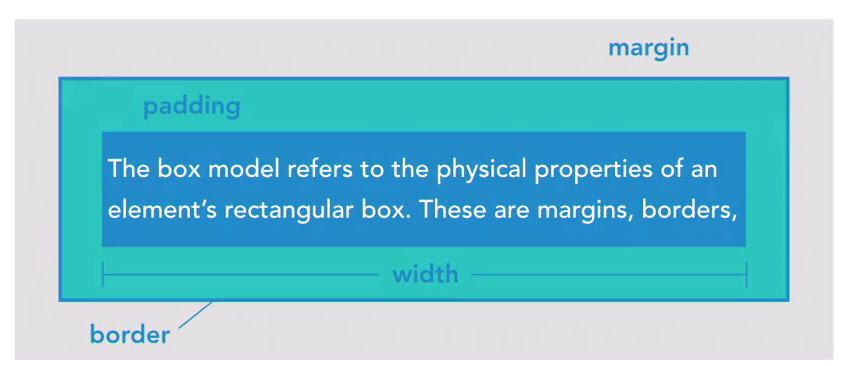 margin
padding
The box model refers to the physical properties of an
element’s rectangular box. These are margins, borders,
width
border